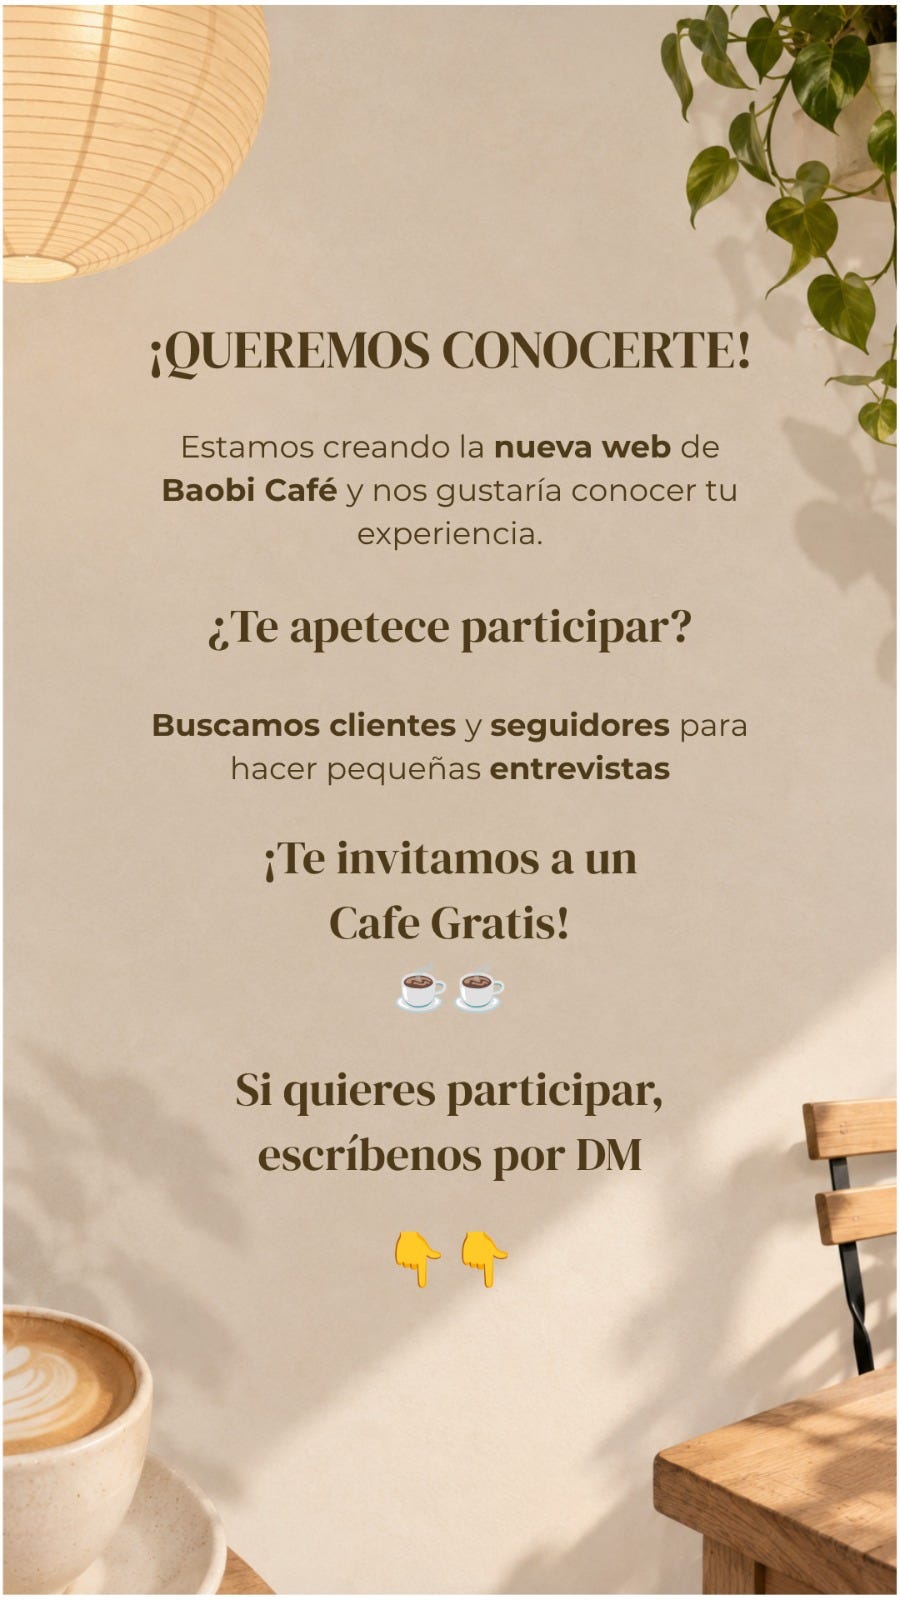 ¡QUEREMOS CONOCERTE!
Estamos creando la nueva web de
Baobi Café y nos gustaría conocer tu
experiencia.
¿Te apetece participar?
Buscamos clientes y seguidores para
hacer pequeñas entrevistas
¡Te invitamos a un
Cafe Gratis!
Si quieres participar,
escríbenos por DM